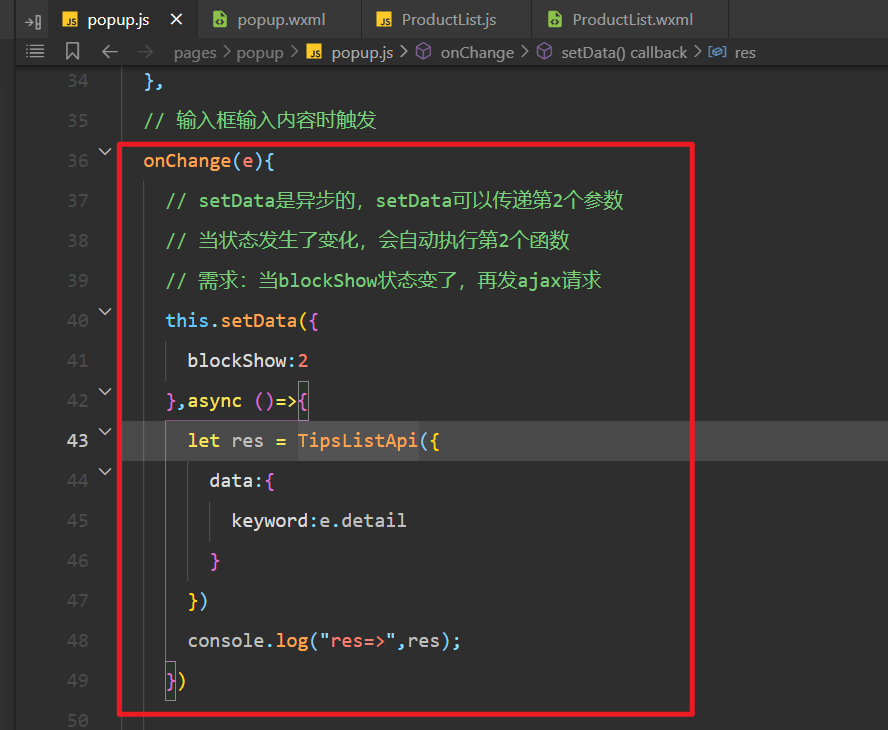 popup.js
popup.wxml
ProductList.js
ProductList.wxml
pages > popup > JS popup.js > onChange > setData() callback > res
34 },
35 // 输入框输入内容时触发
36 onChange(e){
37 // setData是异步的，setData可以传递第2个参数
38 // 当状态发生了变化，会自动执行第2个函数
39 // 需求：当blockShow状态变了，再发ajax请求
40 this.setData({
41 blockShow:2
42 },async ()=>{
43 let res = TipsListApi({
44 data:{
45 keyword:e.detail
46 }
47 })
48 console.log("res=>",res);
49 })
50